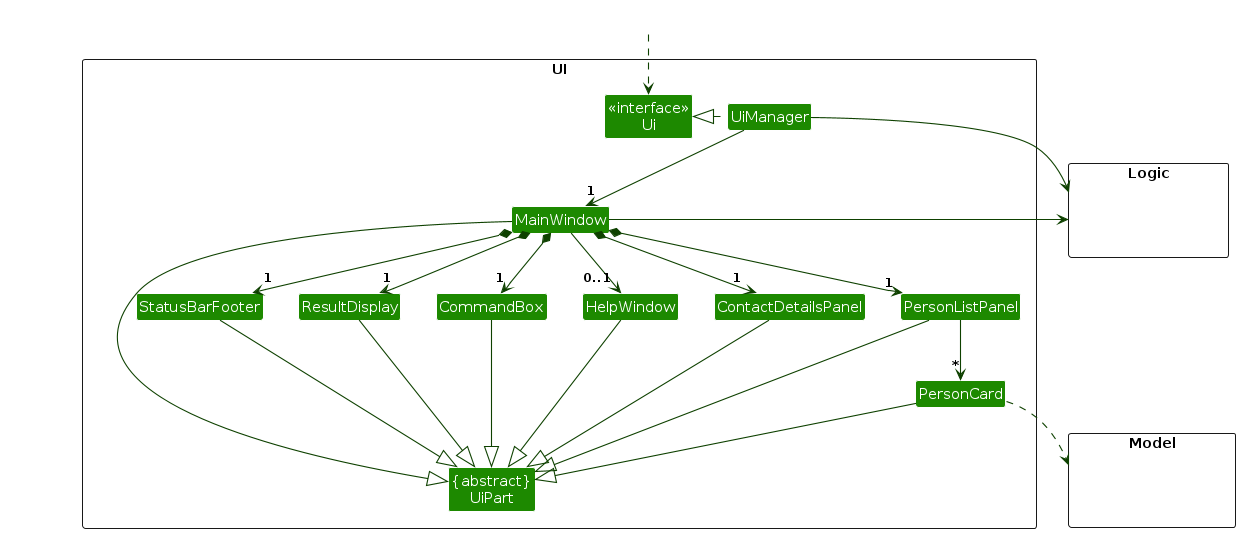 UI
«interface»
Ui
UiManager
Logic
1
MainWindow
1
1
1
0..1
1
1
StatusBarFooter
ResultDisplay
CommandBox
HelpWindow
ContactDetailsPanel
PersonListPanel
*
PersonCard
Model
{abstract}
UiPart